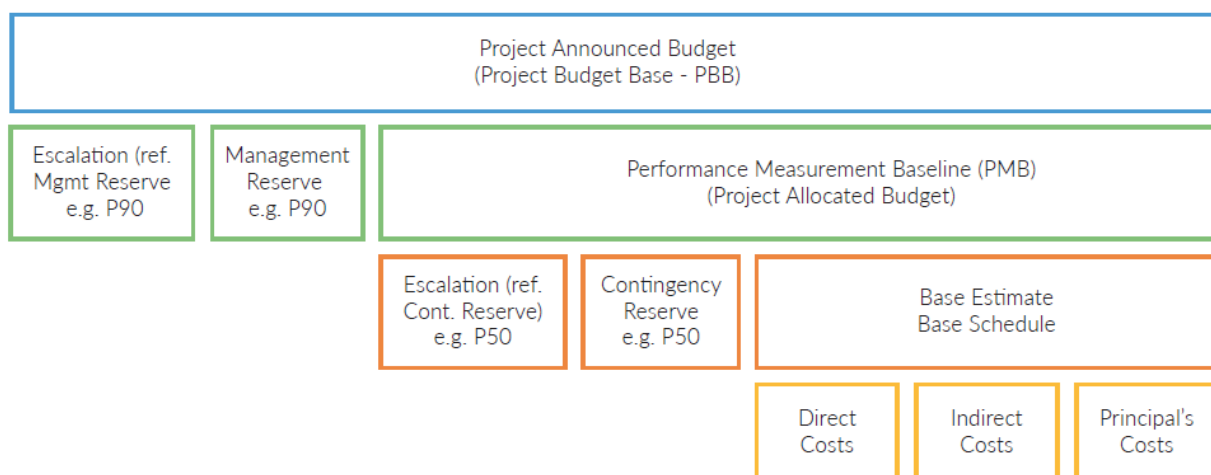 Project Announced Budget
(Project Budget Base - PBB)
Escalation (ref.
Mgmt Reserve
e.g. P90
Management
Reserve
e.g. P90
Performance Measurement Baseline (PMB)
(Project Allocated Budget)
Escalation (ref.
Cont. Reserve)
e.g. P50
Contingency
Reserve
e.g. P50
Base Estimate
Base Schedule
Direct
Costs
Indirect
Costs
Principal's
Costs